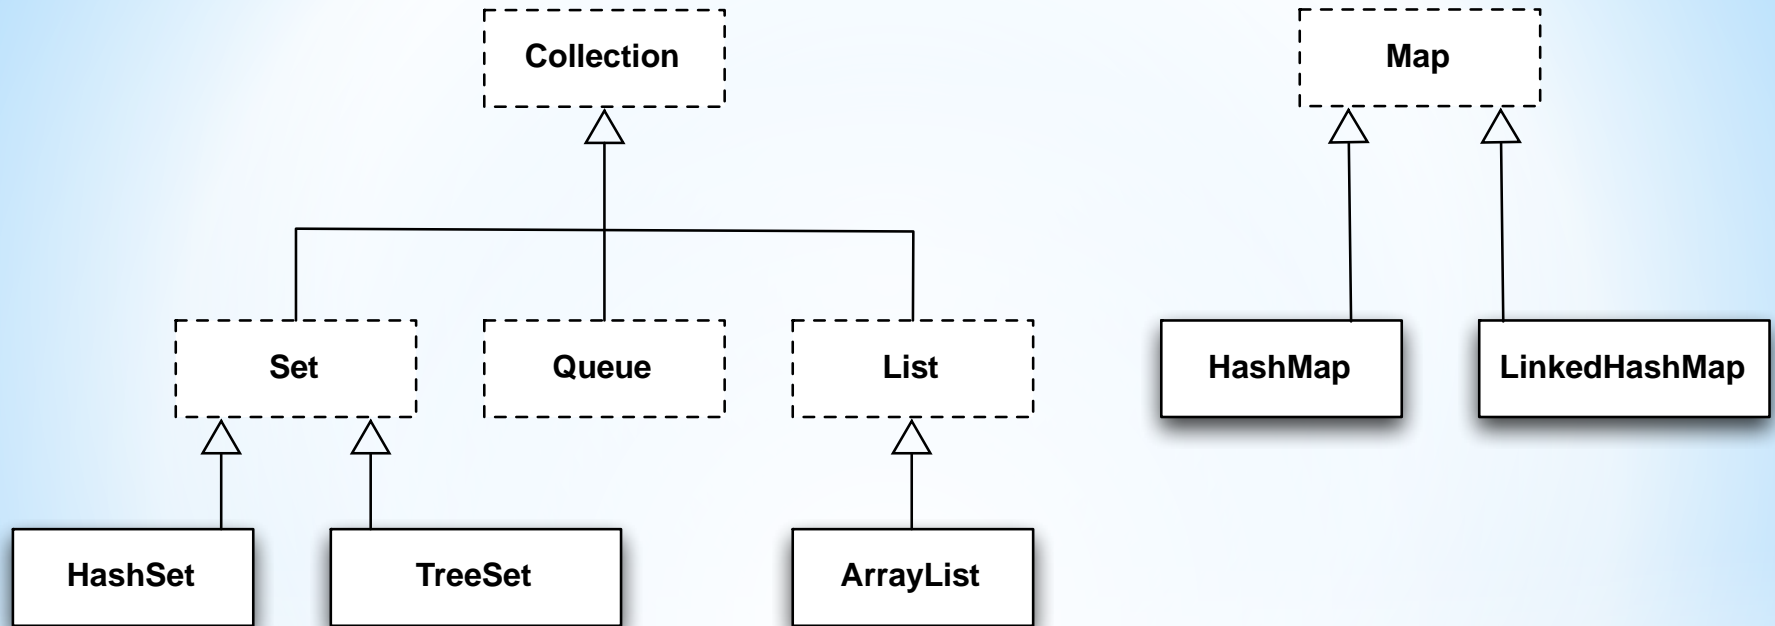 Collection
Map
Set
Queue
List
HashMap
LinkedHashMap
HashSet
TreeSet
ArrayList